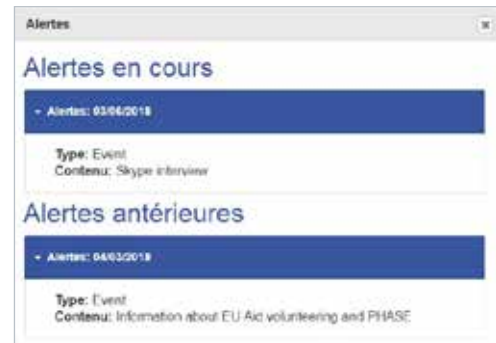 Alertes
Alertes en cours
Alertes: 03/06/2018
Type: Event
Contenu: Skype interview
Alertes antérieures
Alertes: 04/03/2018
Type: Event
Contenu: Information about EU Aid volunteering and PHASE